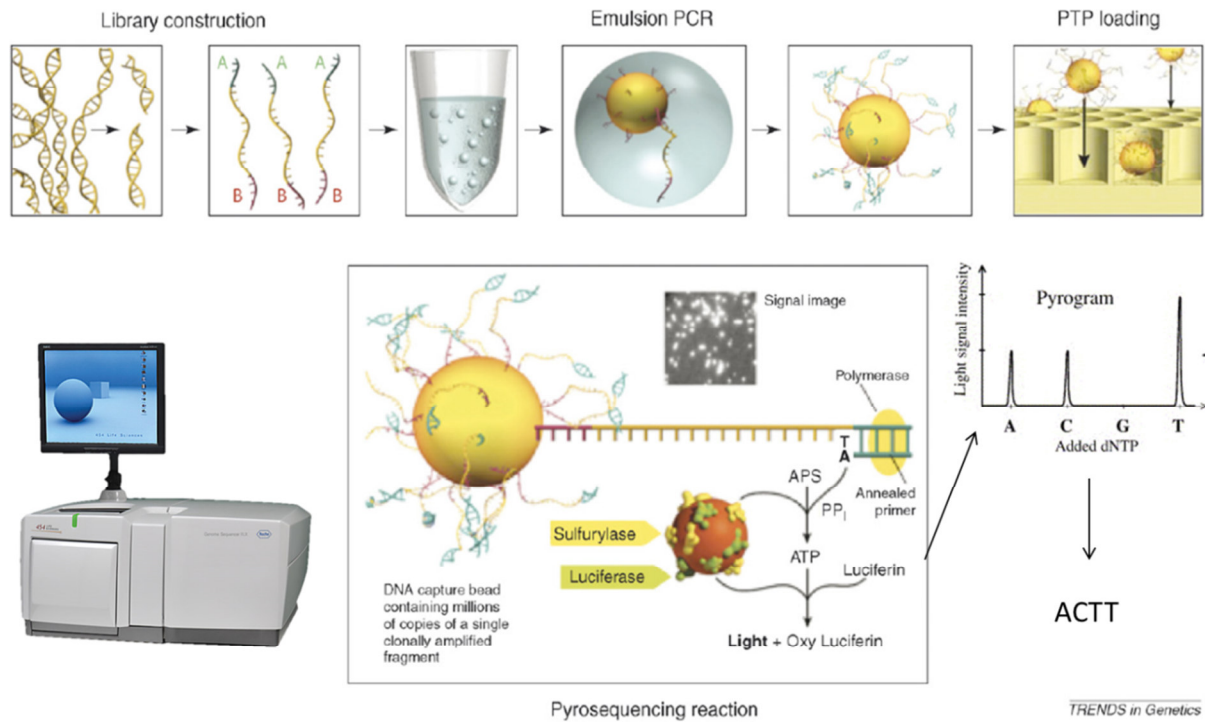 Library construction
Emulsion PCR
PTP loading
A
A
A
B
B
B
Signal image
Polymerase
T
A
APS
PPi
Annealed
primer
Sulfurylase
Luciferase
ATP
Luciferin
DNA capture bead
containing millions
of copies of a single
clonally amplified
fragment
Light + Oxy Luciferin
Pyrosequencing reaction
Light signal intensity
Pyrogram
A C G T
Added dNTP
ACTT
454
Roche
TRENDS in Genetics